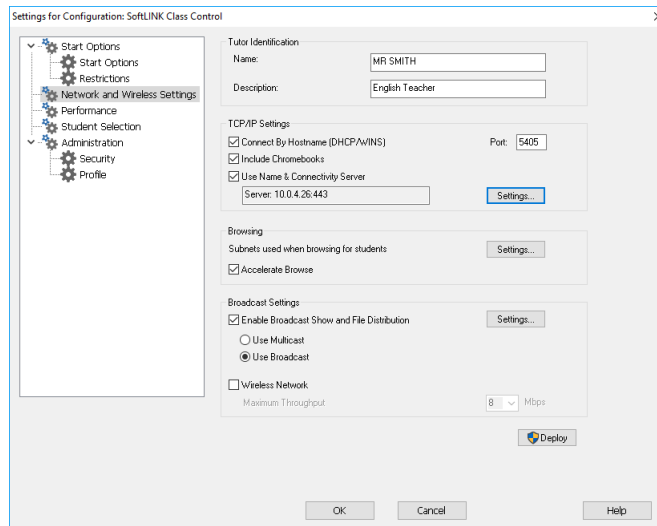 Settings for Configuration: SoftLINK Class Control
Start Options
Start Options
Restrictions
Network and Wireless Settings
Performance
Student Selection
Administration
Security
Profile
Tutor Identification
Name: MR SMITH
Description: English Teacher
TCP/IP Settings
Connect By Hostname (DHCP/WINS) Port: 5405
Include Chromebooks
Use Name & Connectivity Server
Server: 10.0.4.26:443 Settings...
Browsing
Subnets used when browsing for students Settings...
Accelerate Browse
Broadcast Settings
Enable Broadcast Show and File Distribution Settings...
Use Multicast
Use Broadcast
Wireless Network
Maximum Throughput 8 Mbps
Deploy
OK Cancel Help